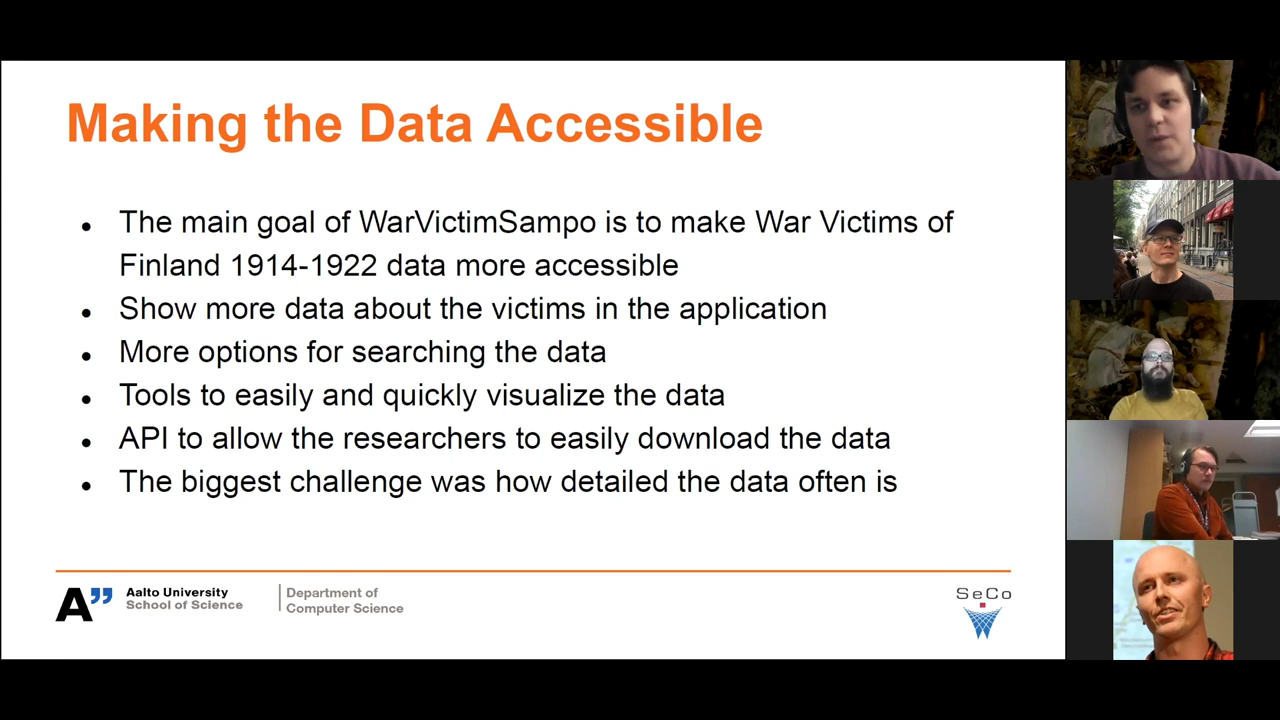 Making the Data Accessible
● The main goal of WarVictimSampo is to make War Victims of
Finland 1914-1922 data more accessible
● Show more data about the victims in the application
● More options for searching the data
● Tools to easily and quickly visualize the data
● API to allow the researchers to easily download the data
● The biggest challenge was how detailed the data often is
A”
Aalto University
School of Science
Department of
Computer Science
SeCo